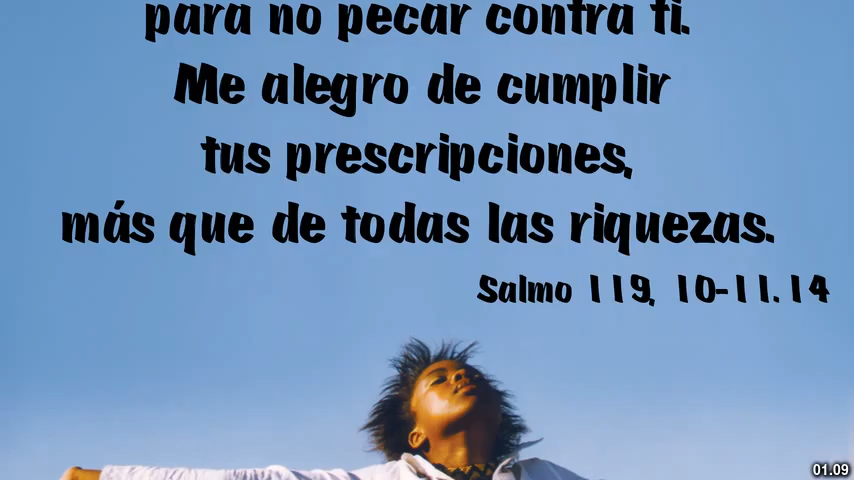 para no pecar contra ti.
Me alegro de cumplir
tus prescripciones,
más que de todas las riquezas.
Salmo 119, 10-11.14
01.09